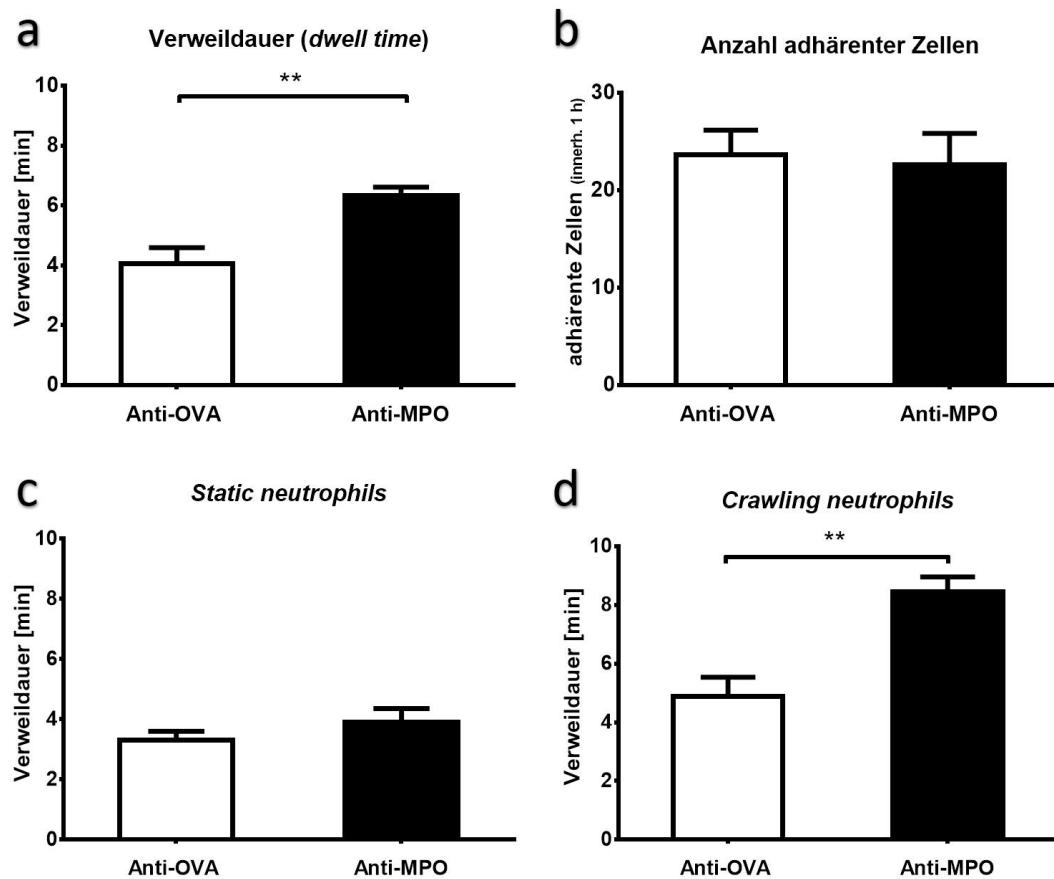 a
Verweildauer (dwell time)
**
Verweildauer [min]
10
8
6
4
2
0
Anti-OVA
Anti-MPO
b
Anzahl adhärenter Zellen
adhärente Zellen (innerh. 1 h)
30
20
10
0
Anti-OVA
Anti-MPO
c
Static neutrophils
Verweildauer [min]
10
8
6
4
2
0
Anti-OVA
Anti-MPO
d
Crawling neutrophils
**
Verweildauer [min]
10
8
6
4
2
0
Anti-OVA
Anti-MPO